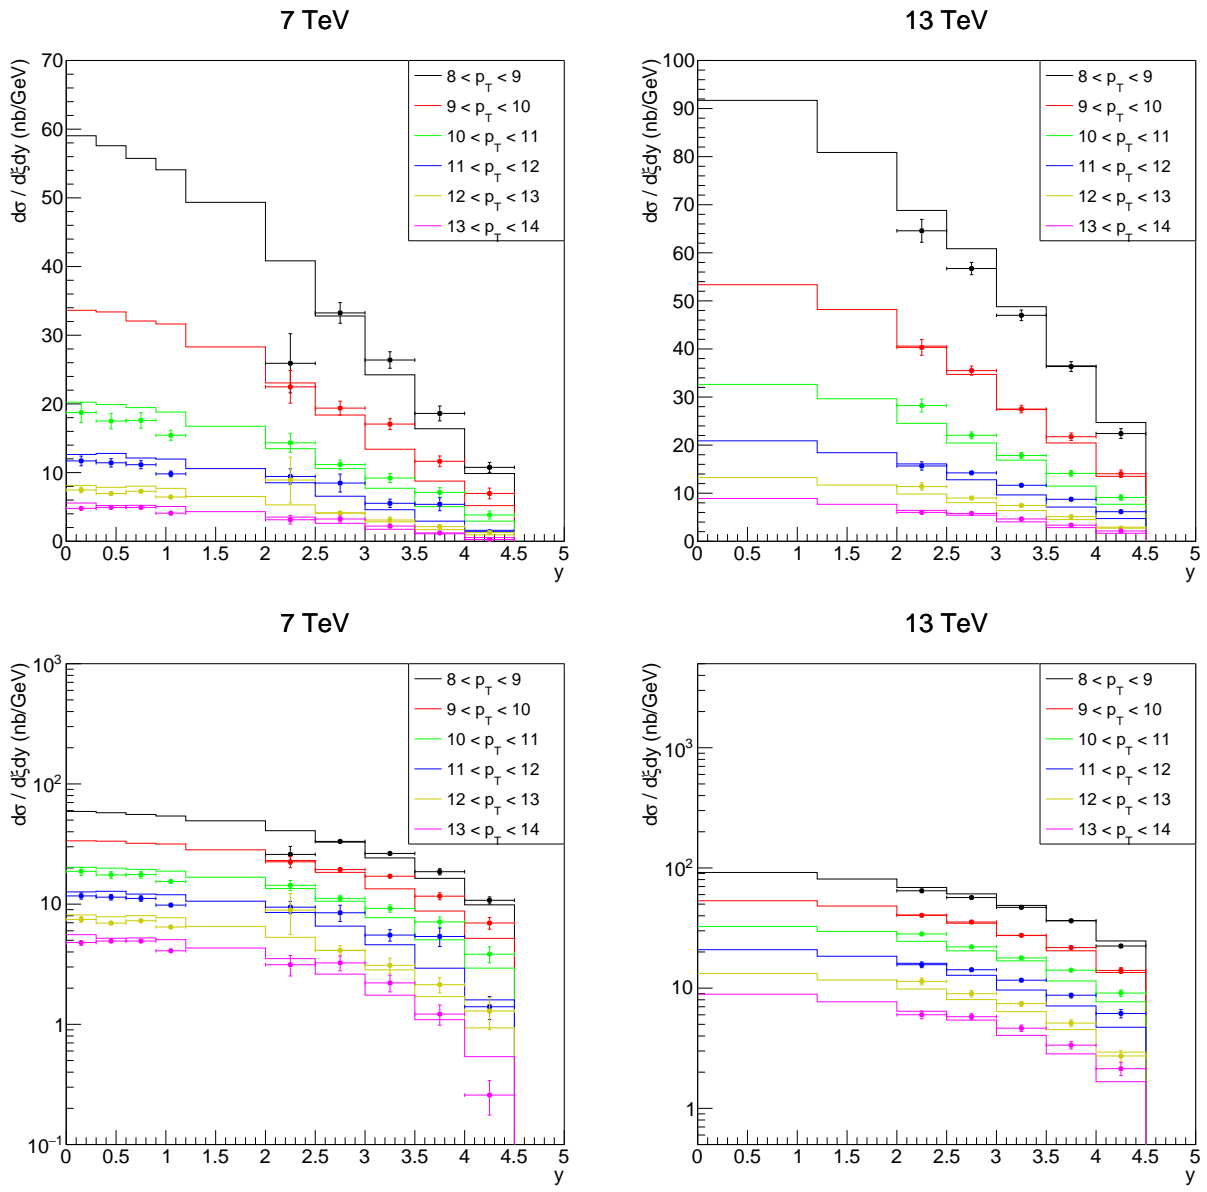 7 TeV
dσ / dξdy (nb/GeV)
70
60
50
40
30
20
10
0
0 0.5 1 1.5 2 2.5 3 3.5 4 4.5 5
y
8 < p_T < 9
9 < p_T < 10
10 < p_T < 11
11 < p_T < 12
12 < p_T < 13
13 < p_T < 14
13 TeV
dσ / dξdy (nb/GeV)
100
90
80
70
60
50
40
30
20
10
0
0 0.5 1 1.5 2 2.5 3 3.5 4 4.5 5
y
8 < p_T < 9
9 < p_T < 10
10 < p_T < 11
11 < p_T < 12
12 < p_T < 13
13 < p_T < 14
7 TeV
dσ / dξdy (nb/GeV)
10³
10²
10
1
10⁻¹
0 0.5 1 1.5 2 2.5 3 3.5 4 4.5 5
y
8 < p_T < 9
9 < p_T < 10
10 < p_T < 11
11 < p_T < 12
12 < p_T < 13
13 < p_T < 14
13 TeV
dσ / dξdy (nb/GeV)
10³
10²
10
1
0 0.5 1 1.5 2 2.5 3 3.5 4 4.5 5
y
8 < p_T < 9
9 < p_T < 10
10 < p_T < 11
11 < p_T < 12
12 < p_T < 13
13 < p_T < 14